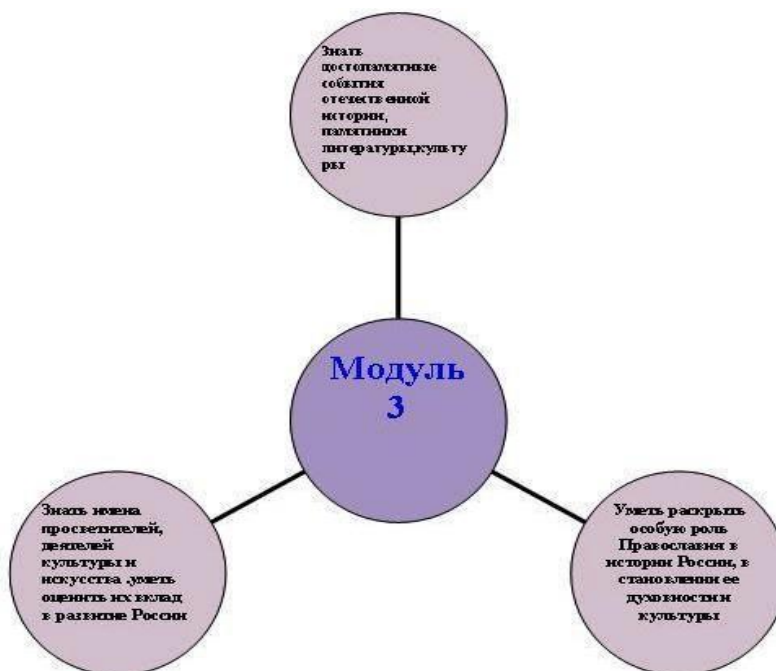 Знать
достопамятные
события
отечественной
истории,
памятники
литературы,культу
ры
Модуль
3
Знать имена
просветителей,
деятелей
культуры и
искусства .уметь
оценить их вклад
в развитие России
Уметь раскрыть
особую роль
Православия в
истории России, в
становлении ее
духовности и
культуры